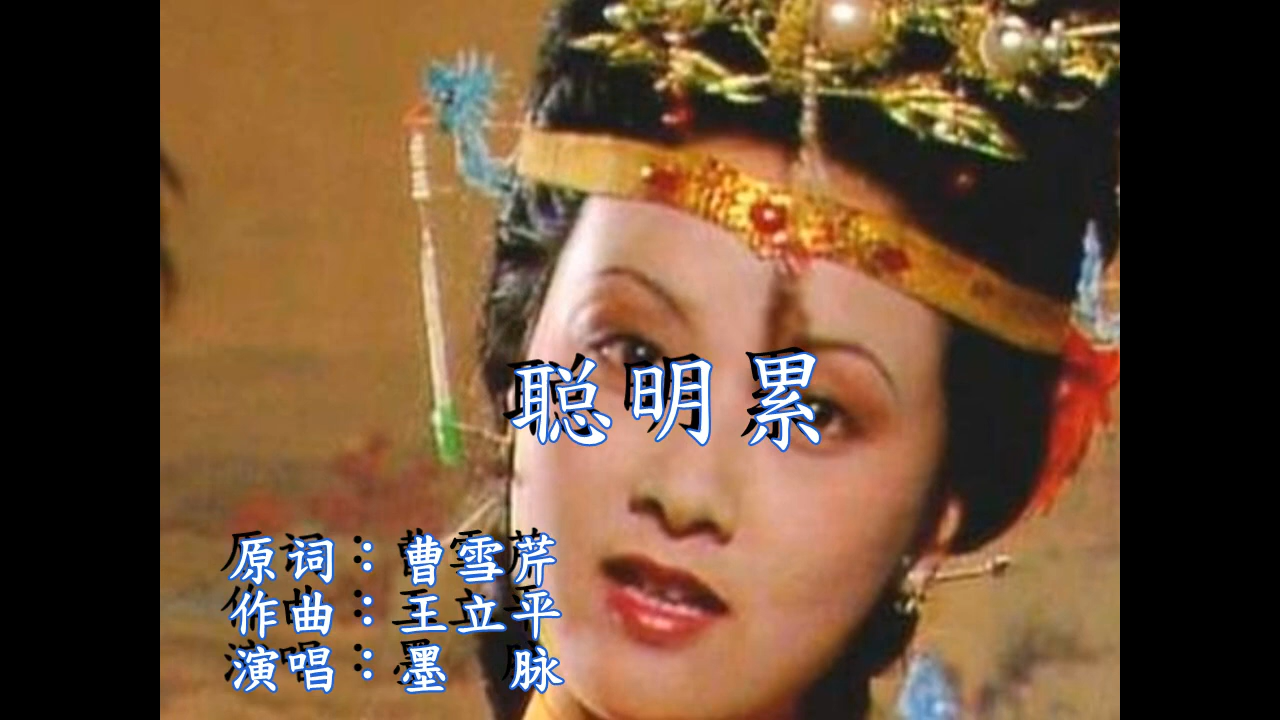 聪明累
原词：曹雪芹
作曲：王立平
演唱：墨　脉